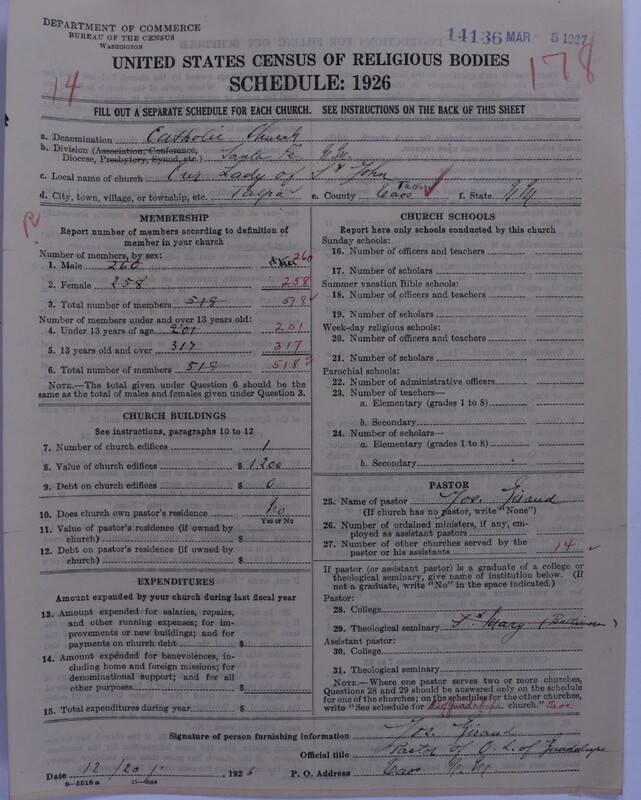 DEPARTMENT OF COMMERCE
BUREAU OF THE CENSUS
WASHINGTON
14136 MAR 5 1927
UNITED STATES CENSUS OF RELIGIOUS BODIES
SCHEDULE: 1926
14
178
FILL OUT A SEPARATE SCHEDULE FOR EACH CHURCH. SEE INSTRUCTIONS ON THE BACK OF THIS SHEET
a. Denomination Catholic Church
b. Division (Association, Conference, Diocese, Presbytery, Synod, etc.) Santa Fe N.M.
c. Local name of church Our Lady of St John
d. City, town, village, or township, etc. Talpa e. County Taos Taos f. State N M
R
MEMBERSHIP
Report number of members according to definition of
member in your church
Number of members, by sex:
1. Male 260 260
2. Female 258 258
3. Total number of members 518 518
Number of members under and over 13 years old:
4. Under 13 years of age 201 201
5. 13 years old and over 317 317
6. Total number of members 518 518
NOTE.—The total given under Question 6 should be
same as the total of males and females given under Question 3.
CHURCH BUILDINGS
See instructions, paragraphs 10 to 12
7. Number of church edifices 1
8. Value of church edifices $ 1200
9. Debt on church edifices $ 0
10. Does church own pastor's residence No
Yes or No
11. Value of pastor's residence (if owned by
church) $
12. Debt on pastor's residence (if owned by
church) $
EXPENDITURES
Amount expended by your church during last fiscal year
13. Amount expended for salaries, repairs,
and other running expenses; for im-
provements or new buildings; and for
payments on church debt $
14. Amount expended for benevolences, in-
cluding home and foreign missions; for
denominational support; and for all
other purposes $
15. Total expenditures during year $
CHURCH SCHOOLS
Report here only schools conducted by this church
Sunday schools:
16. Number of officers and teachers
17. Number of scholars
Summer vacation Bible schools:
18. Number of officers and teachers
19. Number of scholars
Week-day religious schools:
20. Number of officers and teachers
21. Number of scholars
Parochial schools:
22. Number of administrative officers
23. Number of teachers—
a. Elementary (grades 1 to 8)
b. Secondary
24. Number of scholars—
a. Elementary (grades 1 to 8)
b. Secondary
PASTOR
25. Name of pastor Jos. Giraud
(If church has no pastor, write "None")
26. Number of ordained ministers, if any, em-
ployed as assistant pastors
27. Number of other churches served by the
pastor or his assistants 14
If pastor (or assistant pastor) is a graduate of a college or
theological seminary, give name of institution below. (If
not a graduate, write "No" in the space indicated.)
Pastor:
28. College
29. Theological seminary St Mary (Baltimore)
Assistant pastor:
30. College
31. Theological seminary
NOTE.—Where one pastor serves two or more churches,
Questions 28 and 29 should be answered only on the schedule
for one of the churches; on the schedules for the other churches,
write "See schedule for Guadalupe church." Taos
Signature of person furnishing information Jos. Giraud
Official title Pastor of O. L. of Guadalupe
Date 12/20, 1926 P. O. Address Taos N. M
6-5518a 11-9084